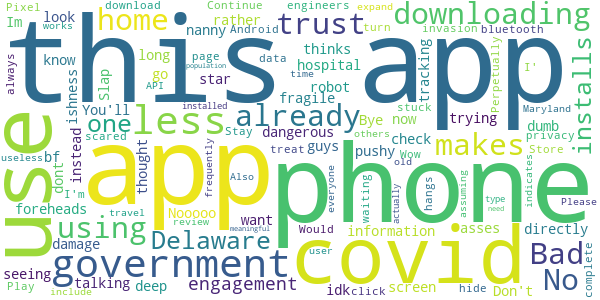 Pixel
Im
download
Continue
engineers
expand
home
trust
downloading
look
rather
nanny
Android
turn
invasion
bluetooth
works
always
this app
know
long
page
thinks
data
hospital
go
star
time
robot
API
population
tracking
Perpetually
I'
type
Maryland
installs
Slap
ishness
You'll
less
already
fragile
stuck
trying
dumb
one
Bye
now
others
privacy
useless
scared
installed
Stay
dangerous
guys
check
Store
use
bf
instead
thought
frequently
app
treat
everyone
pushy
Wow
old
makes
phone
dont
I'm
Also
waiting
actually
hangs
assuming
type
need
indicates
Please
foreheads
using
travel
review
Nooooo
want
Would
information
asses
directly
damage
Delaware
meaningful
user
covid
Bad
complete
seeing
government
engagement
idk
click
screen
Don't
hide
No
Play
include
talking
deep